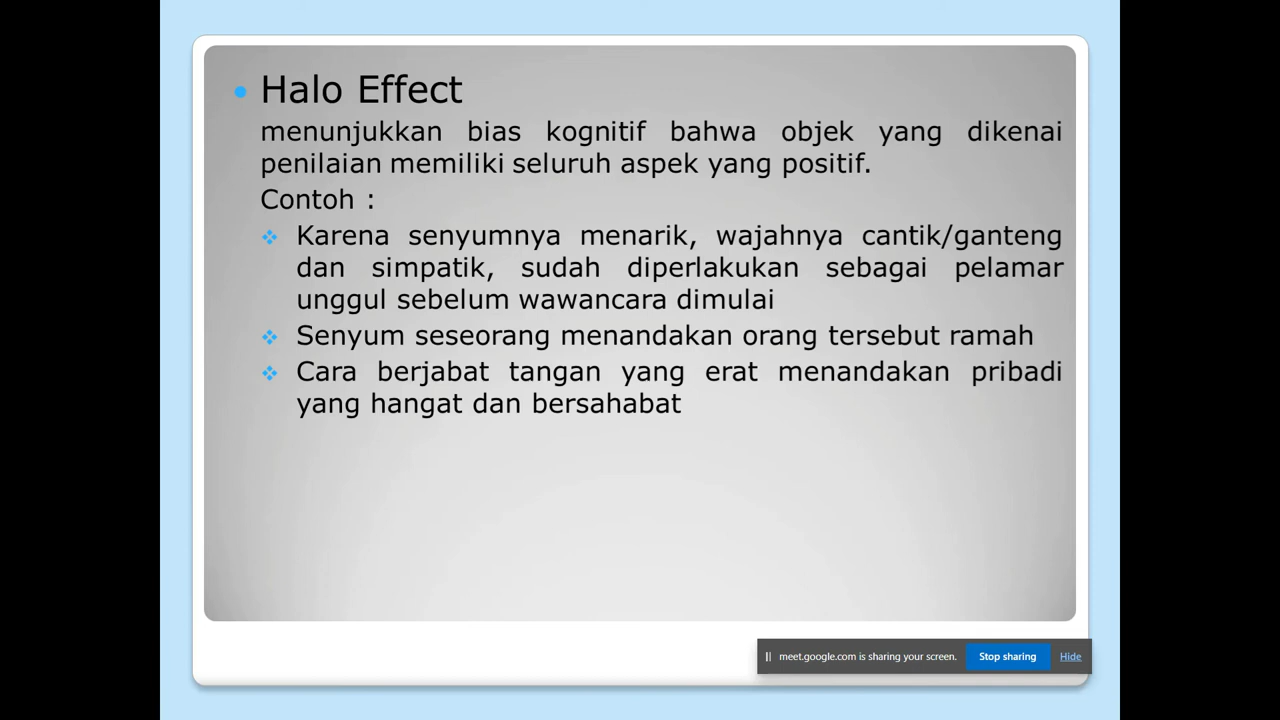 Halo Effect
menunjukkan bias kognitif bahwa objek yang dikenai
penilaian memiliki seluruh aspek yang positif.
Contoh :
Karena senyumnya menarik, wajahnya cantik/ganteng
dan simpatik, sudah diperlakukan sebagai pelamar
unggul sebelum wawancara dimulai
Senyum seseorang menandakan orang tersebut ramah
Cara berjabat tangan yang erat menandakan pribadi
yang hangat dan bersahabat
meet.google.com is sharing your screen. Stop sharing Hide